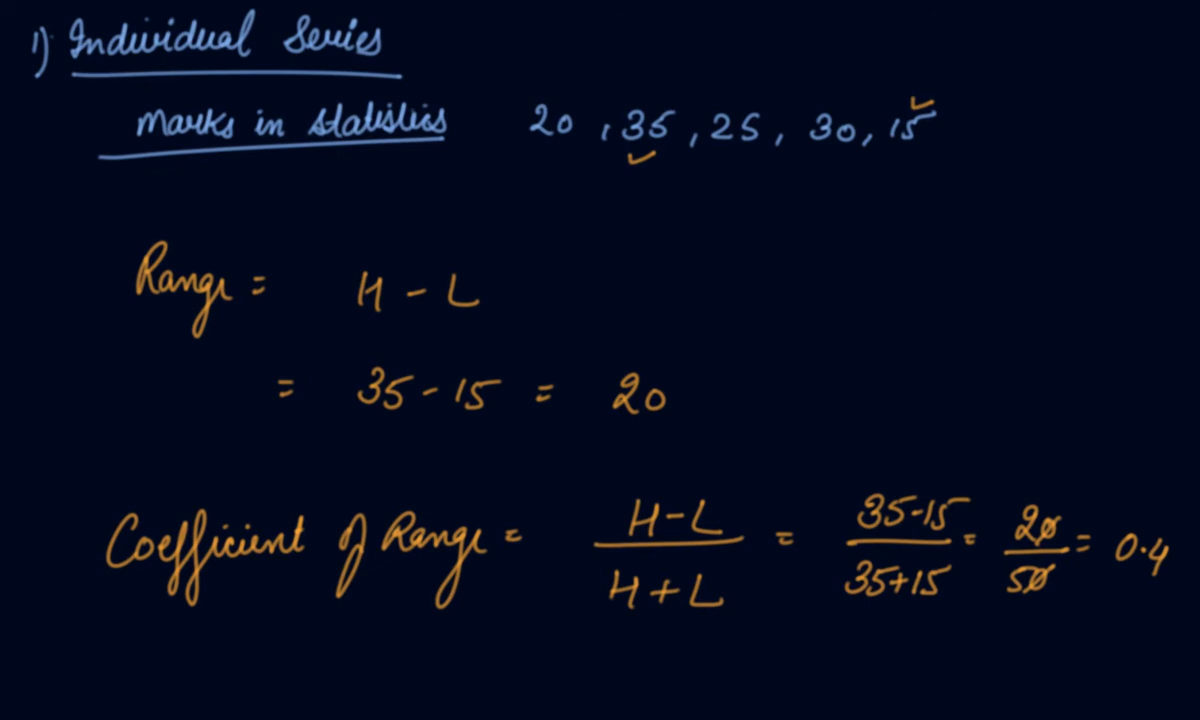 1) Individual Series
Marks in statistics 20, 35, 25, 30, 15
Range = H - L
= 35 - 15 = 20
Coefficient of Range = H-L / H+L = 35-15 / 35+15 = 20 / 50 = 0.4